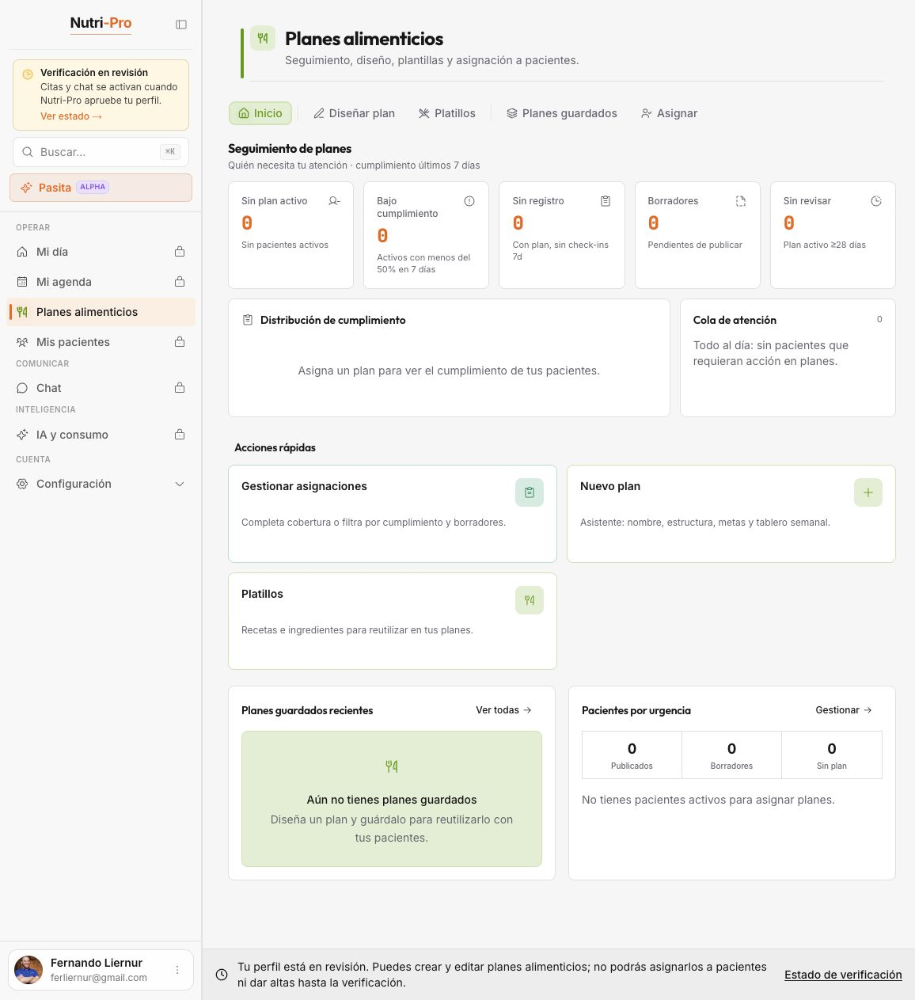 Nutri-Pro
Verificación en revisión
Citas y chat se activan cuando
Nutri-Pro apruebe tu perfil.
Ver estado →
Buscar...
⌘K
Pasita
ALPHA
OPERAR
Mi día
Mi agenda
Planes alimenticios
Mis pacientes
COMUNICAR
Chat
INTELIGENCIA
IA y consumo
CUENTA
Configuración
Fernando Liernur
ferliernur@gmail.com
Planes alimenticios
Seguimiento, diseño, plantillas y asignación a pacientes.
Inicio
Diseñar plan
Platillos
Planes guardados
Asignar
Seguimiento de planes
Quién necesita tu atención · cumplimiento últimos 7 días
Sin plan activo
0
Sin pacientes activos
Bajo
cumplimiento
0
Activos con menos del
50% en 7 días
Sin registro
0
Con plan, sin check-ins
7d
Borradores
0
Pendientes de publicar
Sin revisar
0
Plan activo ≥28 días
Distribución de cumplimiento
Asigna un plan para ver el cumplimiento de tus pacientes.
Cola de atención
0
Todo al día: sin pacientes que
requieran acción en planes.
Acciones rápidas
Gestionar asignaciones
Completa cobertura o filtra por cumplimiento y borradores.
Nuevo plan
Asistente: nombre, estructura, metas y tablero semanal.
Platillos
Recetas e ingredientes para reutilizar en tus planes.
Planes guardados recientes
Ver todas →
Aún no tienes planes guardados
Diseña un plan y guárdalo para reutilizarlo con
tus pacientes.
Pacientes por urgencia
Gestionar →
0
Publicados
0
Borradores
0
Sin plan
No tienes pacientes activos para asignar planes.
Tu perfil está en revisión. Puedes crear y editar planes alimenticios; no podrás asignarlos a pacientes
ni dar altas hasta la verificación.
Estado de verificación